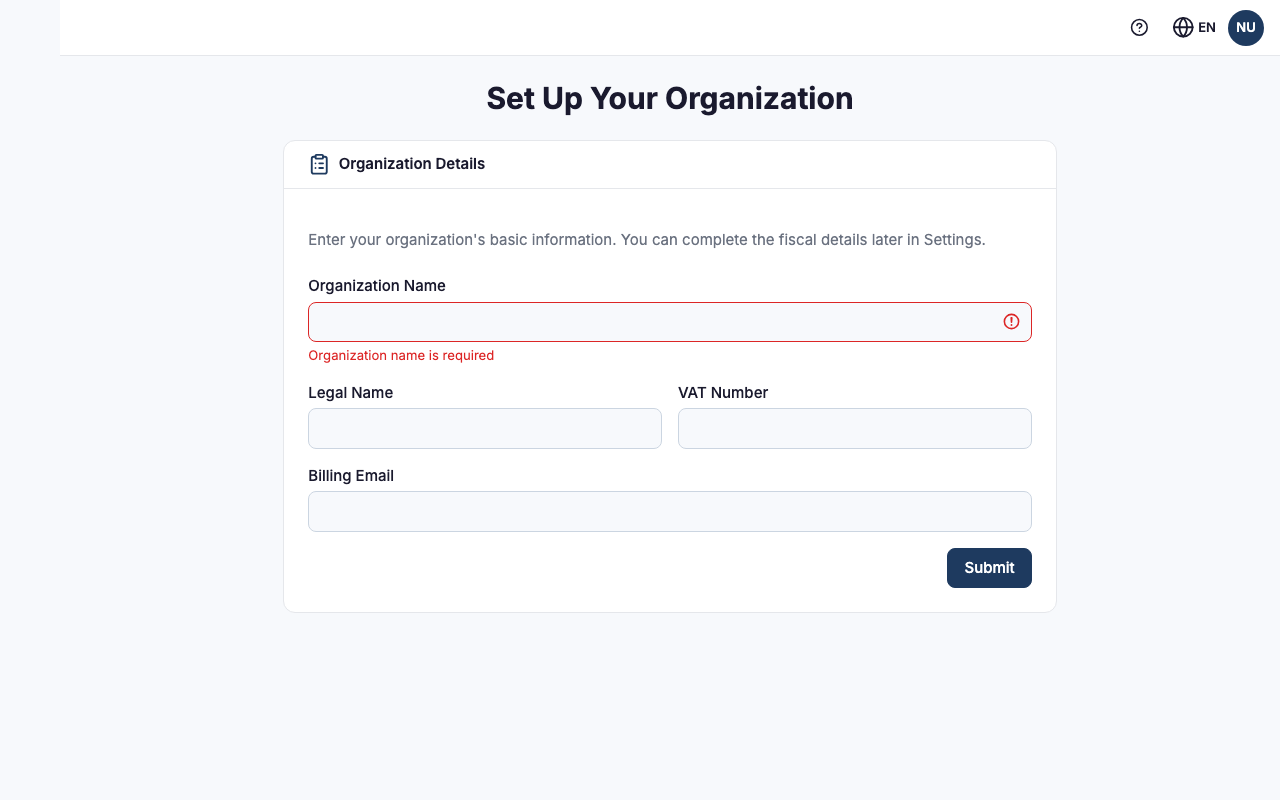 EN
NU
Set Up Your Organization
Organization Details
Enter your organization's basic information. You can complete the fiscal details later in Settings.
Organization Name
Organization name is required
Legal Name
VAT Number
Billing Email
Submit